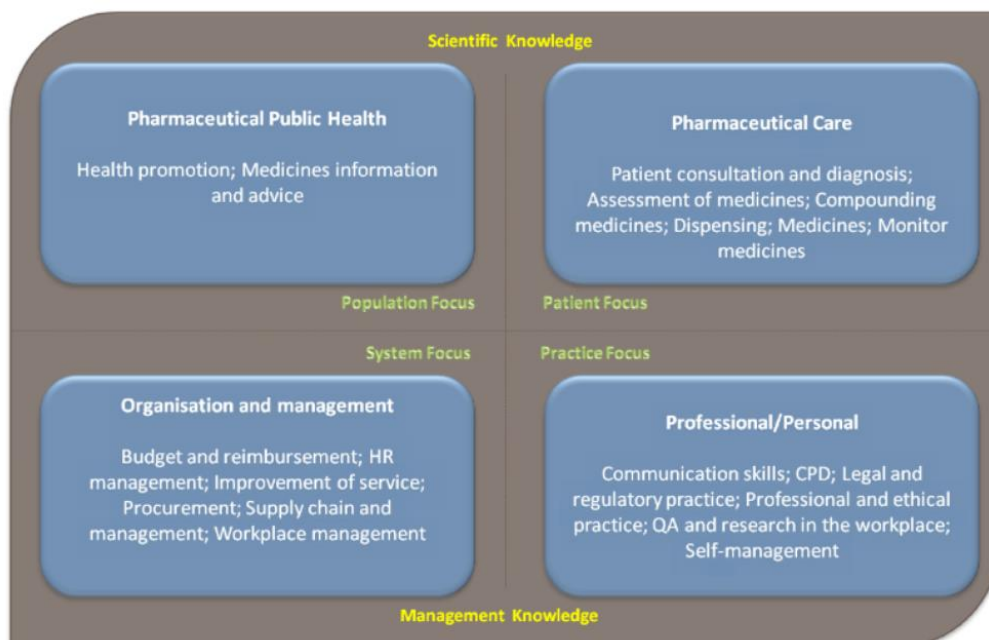 Scientific Knowledge
Pharmaceutical Public Health
Health promotion; Medicines information
and advice
Population Focus
Pharmaceutical Care
Patient consultation and diagnosis;
Assessment of medicines; Compounding
medicines; Dispensing; Medicines; Monitor
medicines
Patient Focus
System Focus
Organisation and management
Budget and reimbursement; HR
management; Improvement of service;
Procurement; Supply chain and
management; Workplace management
Practice Focus
Professional/Personal
Communication skills; CPD; Legal and
regulatory practice; Professional and ethical
practice; QA and research in the workplace;
Self-management
Management Knowledge